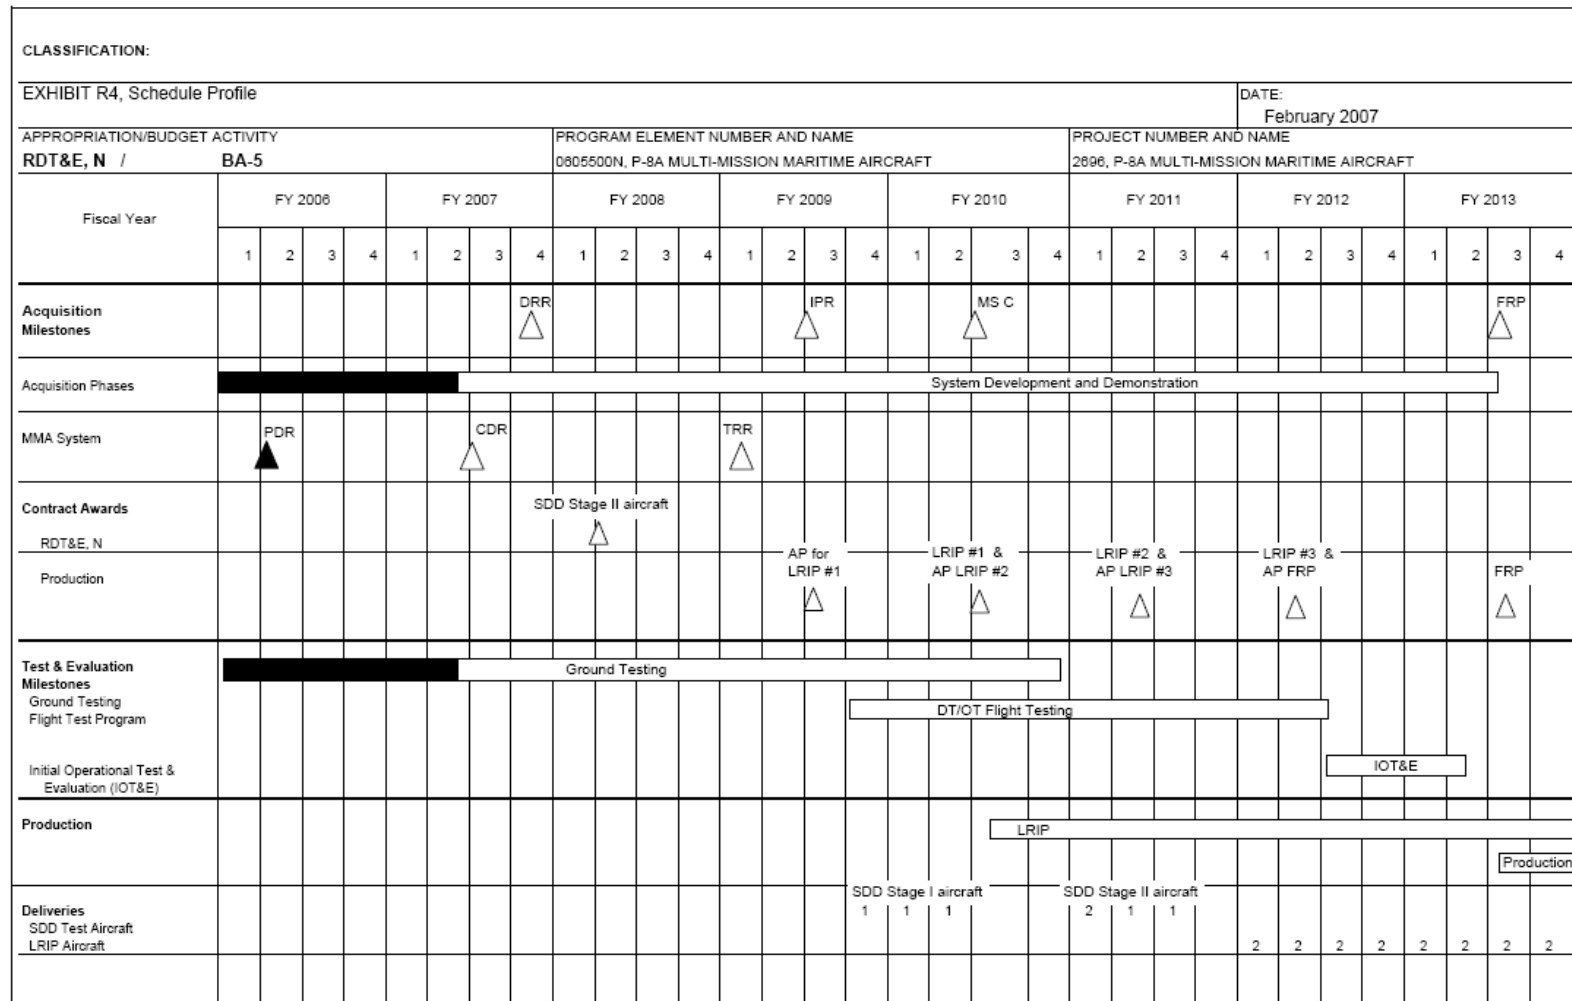 CLASSIFICATION:
EXHIBIT R4, Schedule Profile
DATE:
February 2007
APPROPRIATION/BUDGET ACTIVITY
PROGRAM ELEMENT NUMBER AND NAME
PROJECT NUMBER AND NAME
RDT&E, N / BA-5
0605500N, P-8A MULTI-MISSION MARITIME AIRCRAFT
2696, P-8A MULTI-MISSION MARITIME AIRCRAFT
Fiscal Year
FY 2006 FY 2007 FY 2008 FY 2009 FY 2010 FY 2011 FY 2012 FY 2013
1 2 3 4 1 2 3 4 1 2 3 4 1 2 3 4 1 2 3 4 1 2 3 4 1 2 3 4 1 2 3 4
Acquisition
Milestones
DRR IPR MS C FRP
Acquisition Phases
System Development and Demonstration
MMA System
PDR CDR TRR
Contract Awards
SDD Stage II aircraft
RDT&E, N
Production
AP for
LRIP #1
LRIP #1 &
AP LRIP #2
LRIP #2 &
AP LRIP #3
LRIP #3 &
AP FRP
FRP
Test & Evaluation
Milestones
Ground Testing
Ground Testing
Flight Test Program
DT/OT Flight Testing
Initial Operational Test &
Evaluation (IOT&E)
IOT&E
Production
LRIP
Production
Deliveries
SDD Stage I aircraft
1 1 1
SDD Stage II aircraft
2 1 1
SDD Test Aircraft
LRIP Aircraft
2 2 2 2 2 2 2 2